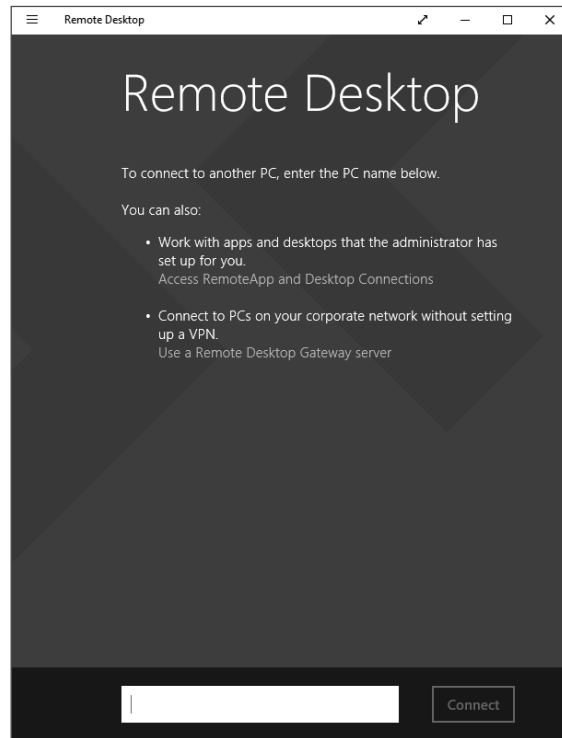 Remote Desktop
Remote Desktop
To connect to another PC, enter the PC name below.
You can also:
• Work with apps and desktops that the administrator has
set up for you.
Access RemoteApp and Desktop Connections
• Connect to PCs on your corporate network without setting
up a VPN.
Use a Remote Desktop Gateway server
Connect